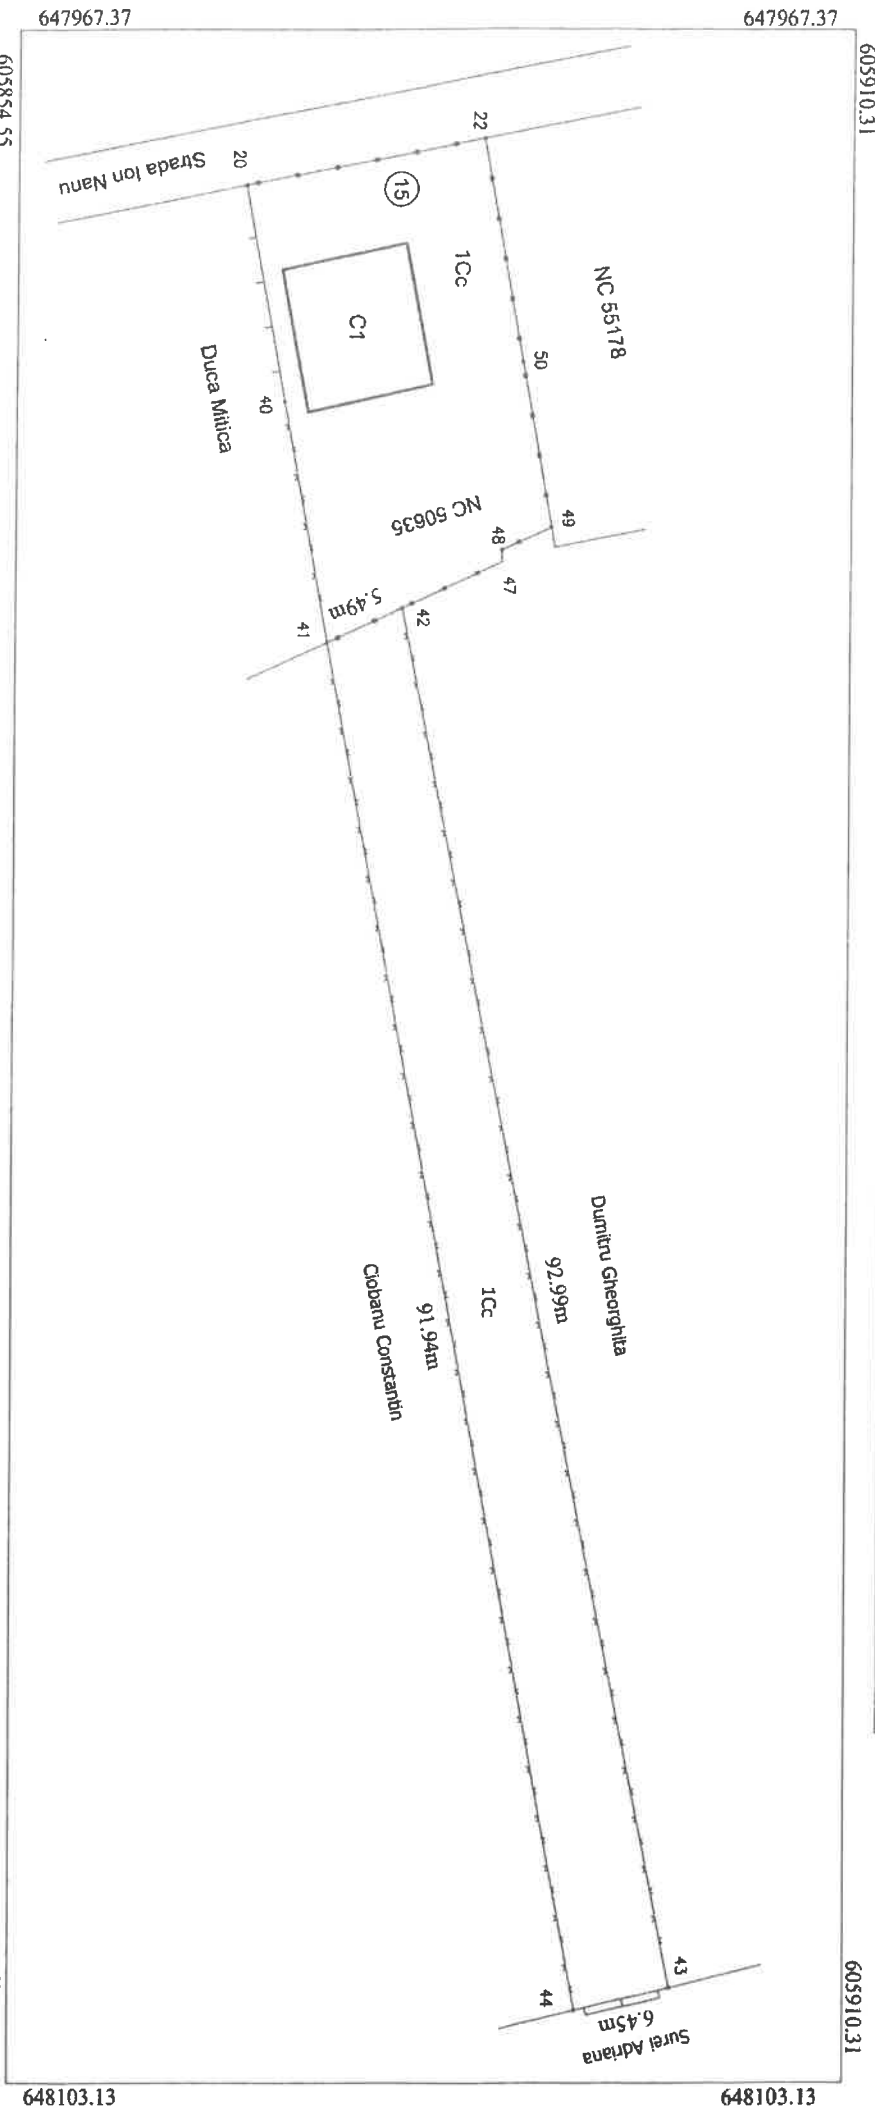 647967.37
647967.37
605854.55
605910.31
22
20
Strada Ion Nanu
15
1Cc
NC 55178
C1
50
Duca Mitica
40
NC 50635
49
48
47
5.49m
42
41
Dumitru Gheorghita
92.99m
1Cc
91.94m
Ciobanu Constantin
43
44
6.45m
Surei Adriana
605910.31
648103.13
648103.13